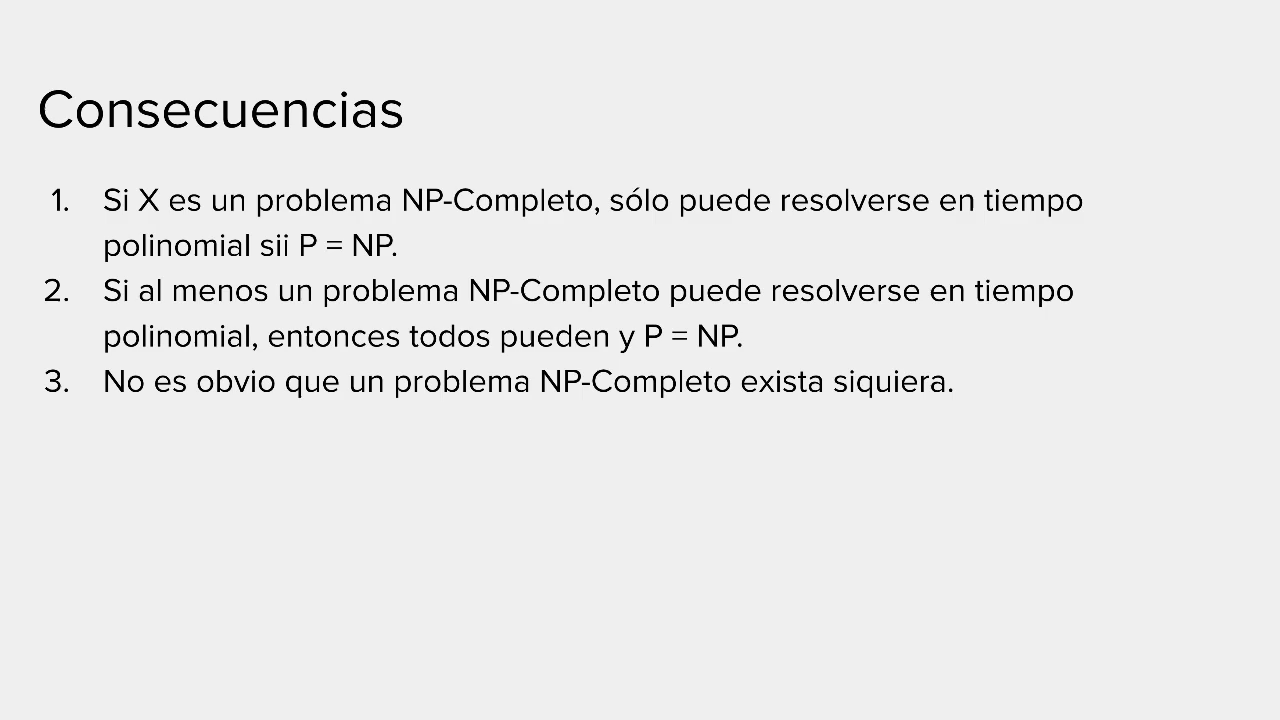 Consecuencias
1. Si X es un problema NP-Completo, sólo puede resolverse en tiempo
polinomial sii P = NP.
2. Si al menos un problema NP-Completo puede resolverse en tiempo
polinomial, entonces todos pueden y P = NP.
3. No es obvio que un problema NP-Completo exista siquiera.